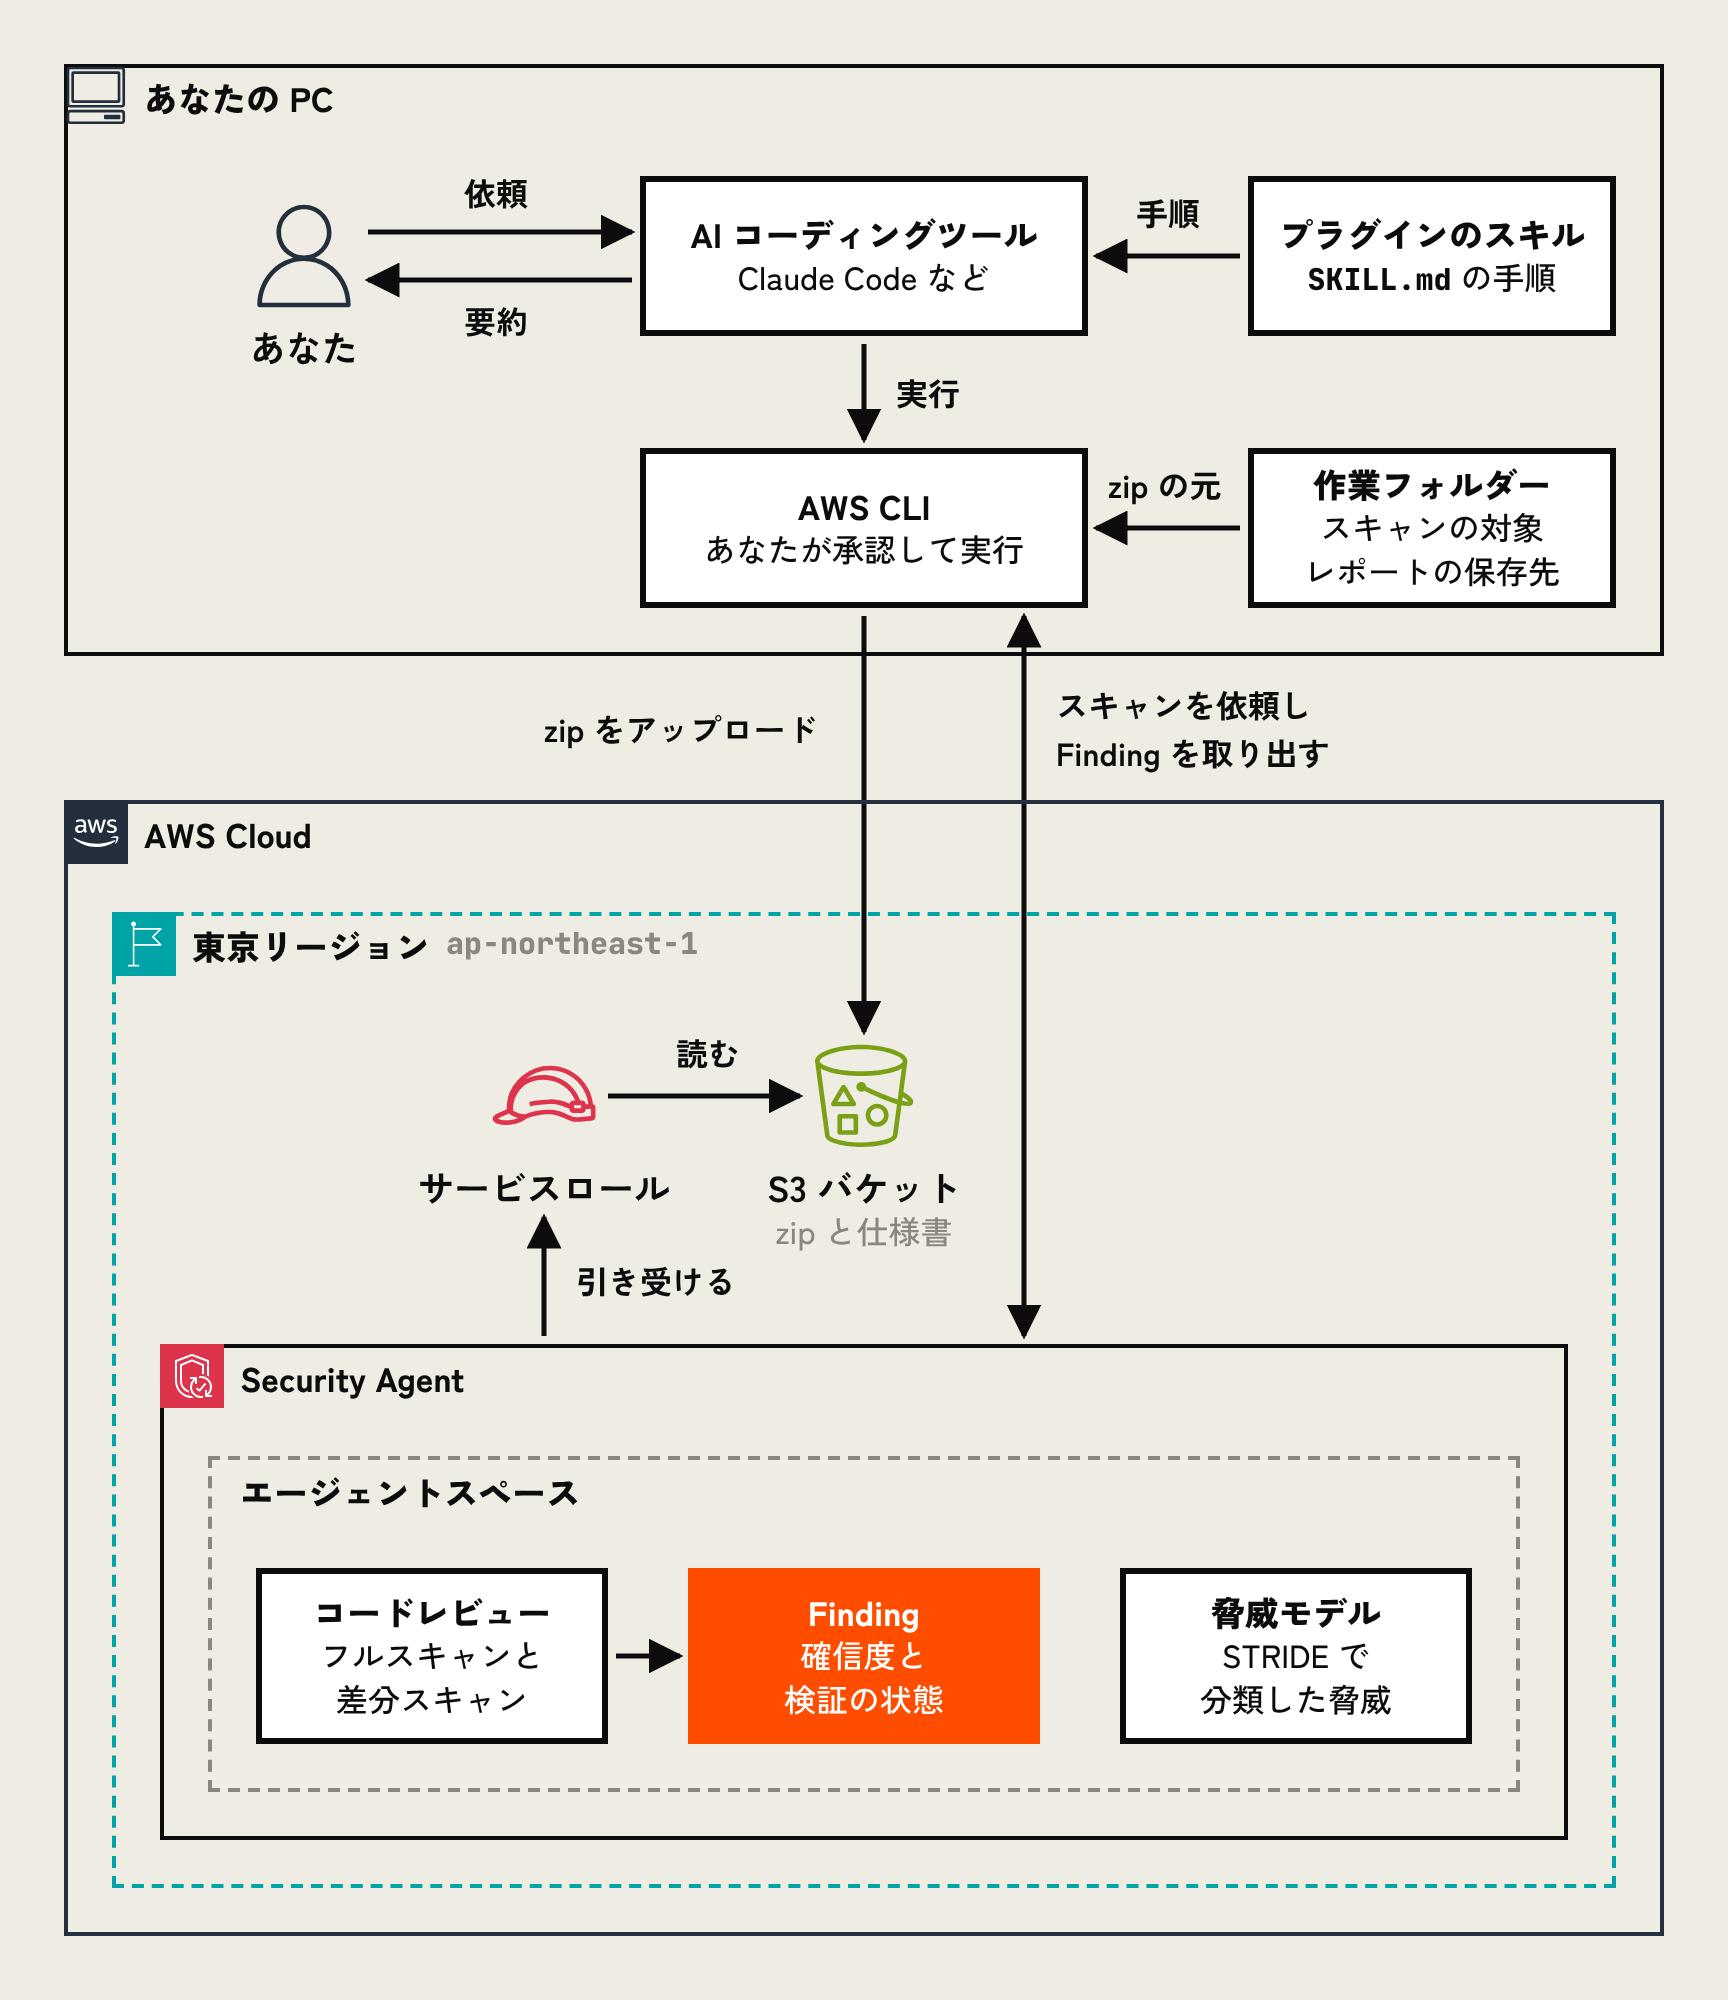 あなたの PC
依頼
要約
あなた
AI コーディングツール
Claude Code など
手順
プラグインのスキル
SKILL.md の手順
実行
AWS CLI
あなたが承認して実行
zip の元
作業フォルダー
スキャンの対象
レポートの保存先
zip をアップロード
スキャンを依頼し
Finding を取り出す
aws
AWS Cloud
東京リージョン ap-northeast-1
読む
サービスロール
S3 バケット
zip と仕様書
引き受ける
Security Agent
エージェントスペース
コードレビュー
フルスキャンと
差分スキャン
Finding
確信度と
検証の状態
脅威モデル
STRIDE で
分類した脅威